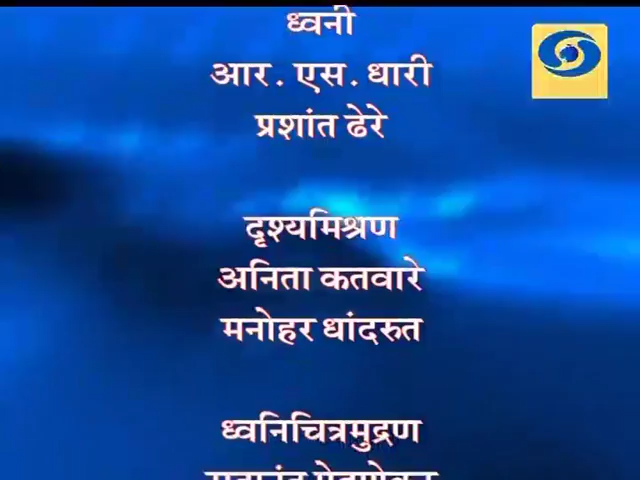 ध्वनी
आर. एस. धारी
प्रशांत ढेरे
दृश्यमिश्रण
अनिता कतवारे
मनोहर धांदरुत
ध्वनिचित्रमुद्रण